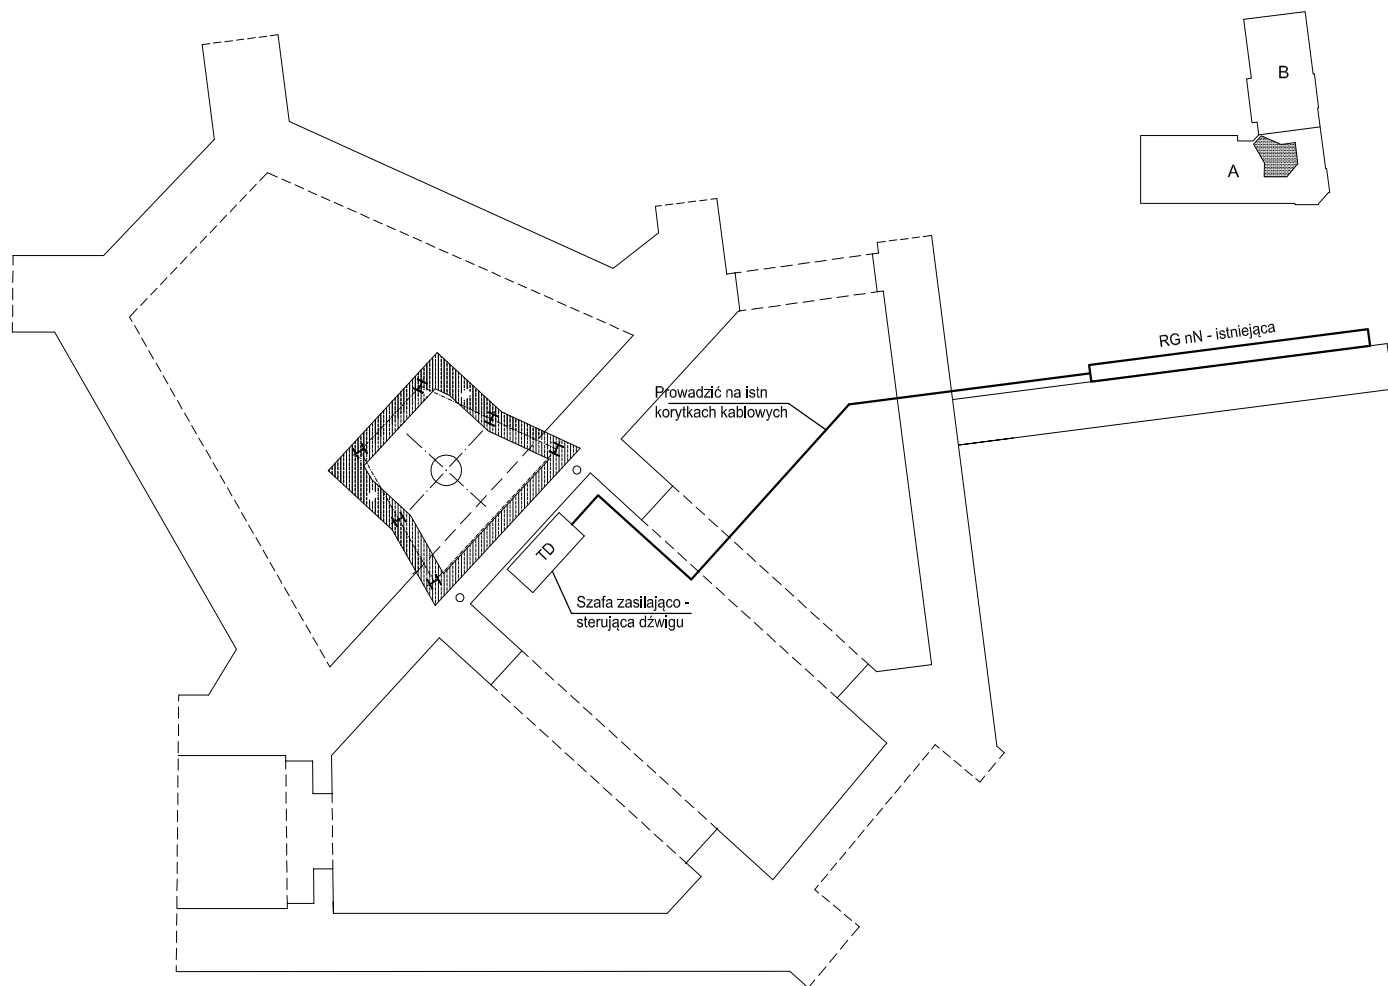 B
A
RG nN - istniejąca
Prowadzić na istn
korytkach kablowych
TD
Szafa zasilająco -
sterująca dźwigu